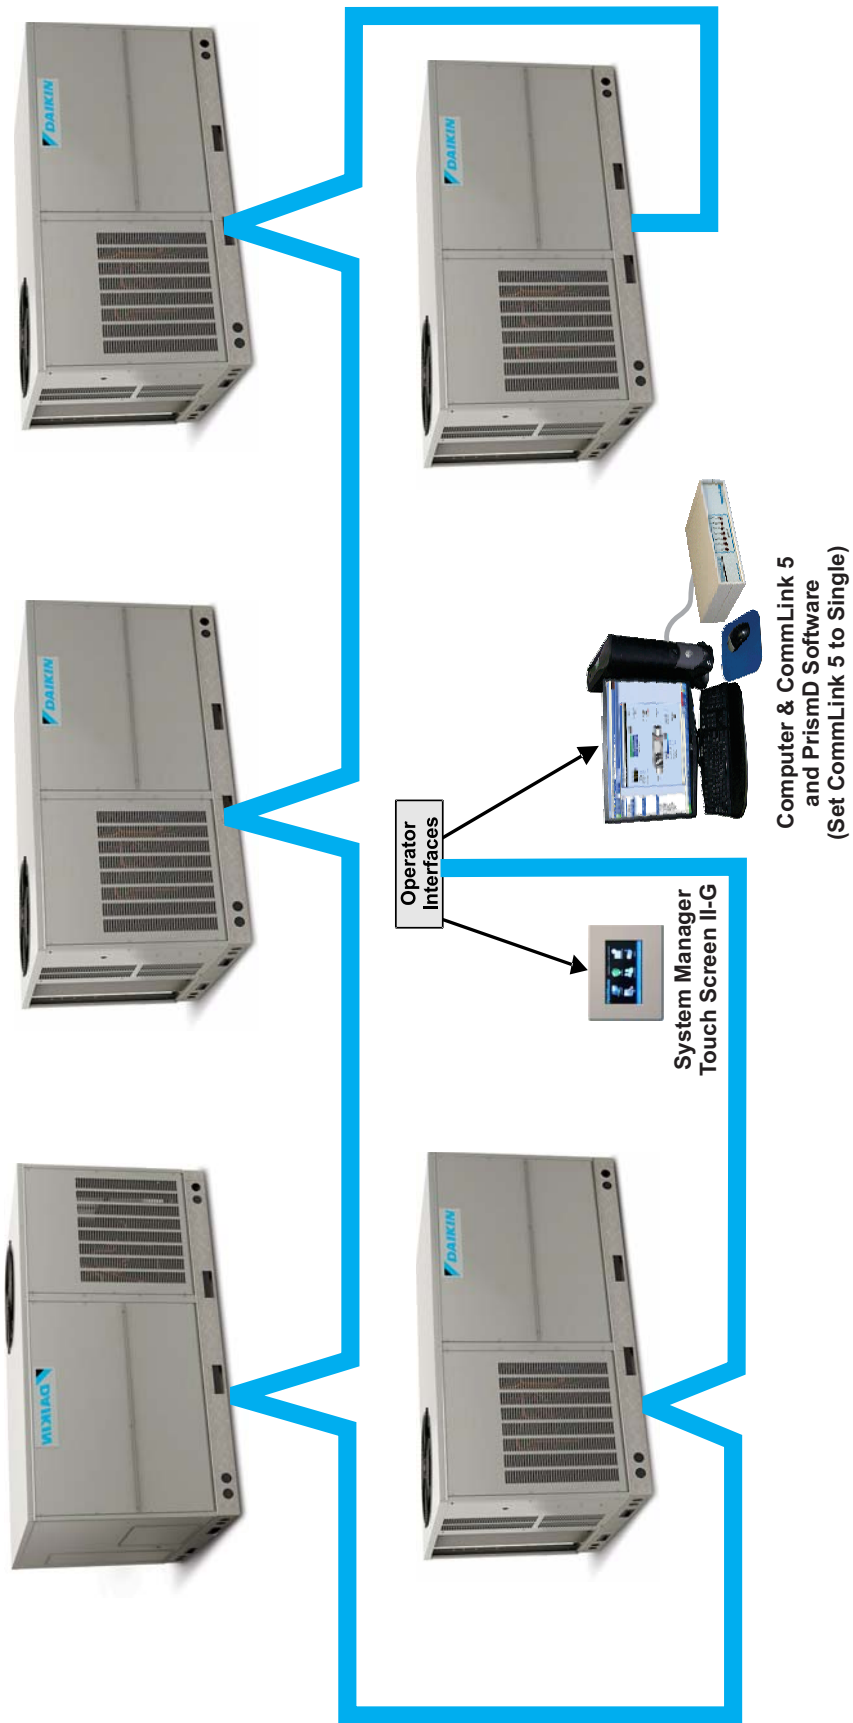 DAIKIN
DAIKIN
DAIKIN
DAIKIN
DAIKIN
Operator
Interfaces
System Manager
Touch Screen II-G
Computer & CommLink 5
and PrismD Software
(Set CommLink 5 to Single)